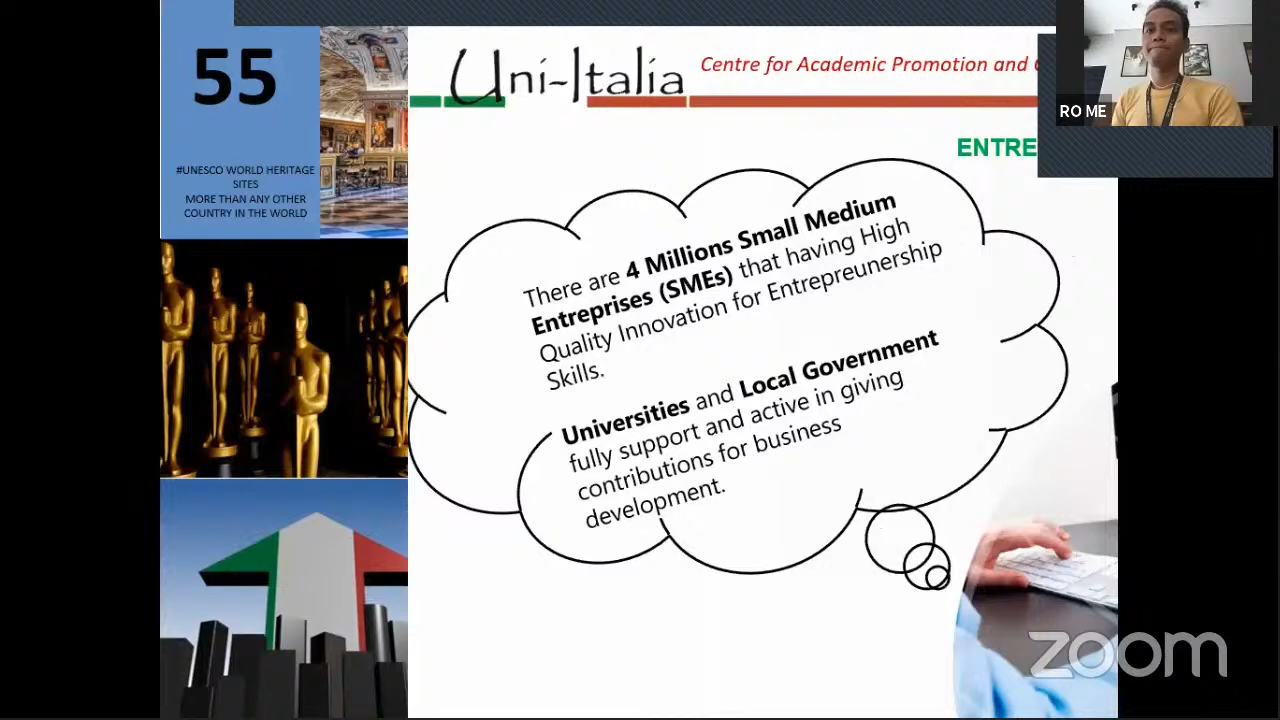 55
#UNESCO WORLD HERITAGE
SITES
MORE THAN ANY OTHER
COUNTRY IN THE WORLD
Uni-Italia
Centre for Academic Promotion and
ENTRE
There are 4 Millions Small Medium
Entreprises (SMEs) that having High
Quality Innovation for Entrepreunership
Skills.
Universities and Local Government
fully support and active in giving
contributions for business
development.
RO ME
zoom